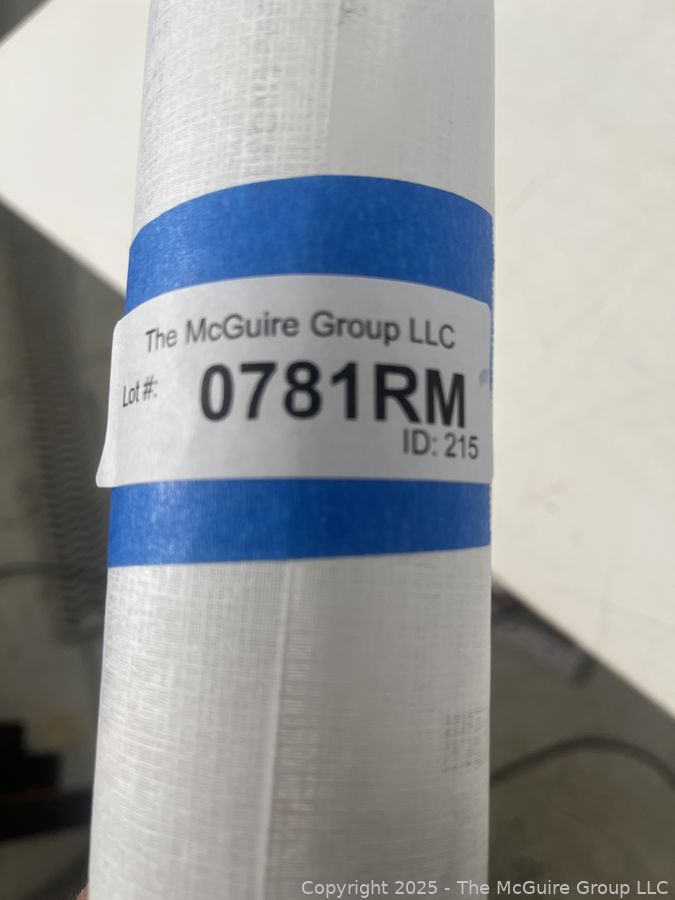 The McGuire Group LLC
Lot #:
0781RM
ID: 215
Copyright 2025 - The McGuire Group LLC